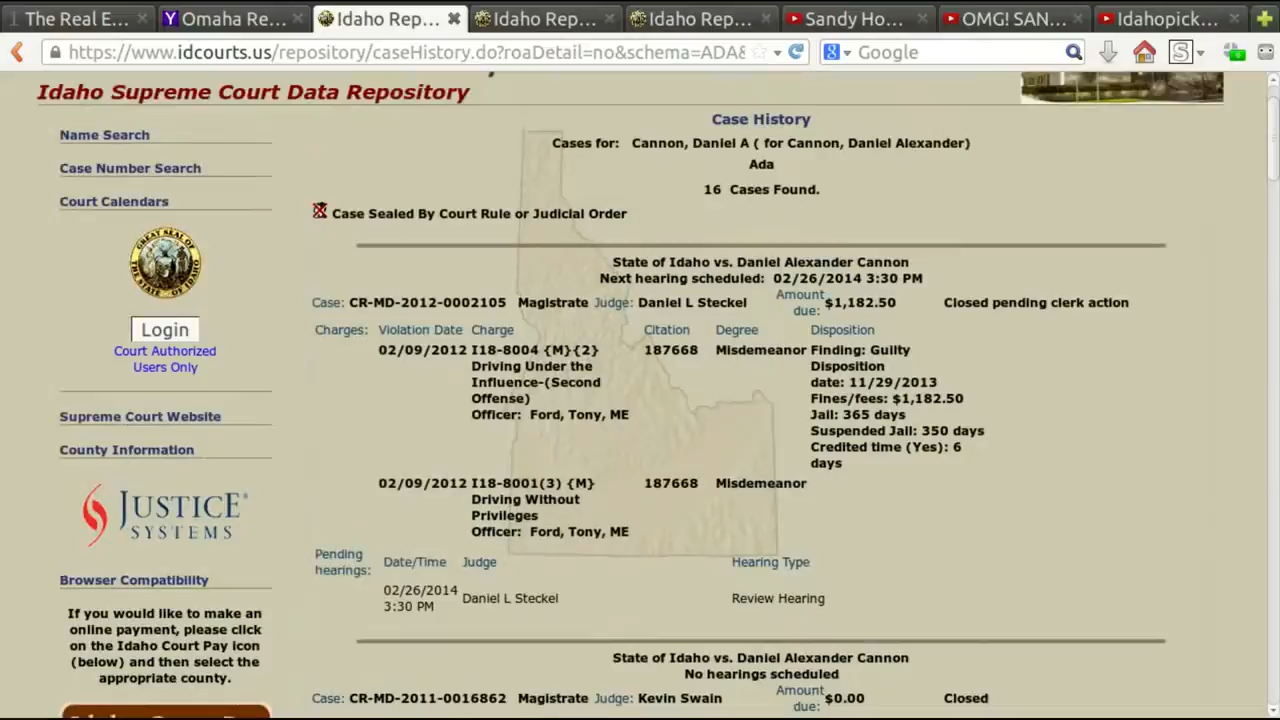 The Real E...
Omaha Re...
Idaho Rep...
Idaho Rep...
Idaho Rep...
Sandy Ho...
OMG! SAN...
Idahopick...
https://www.idcourts.us/repository/caseHistory.do?roaDetail=no&schema=ADA&
Google
Idaho Supreme Court Data Repository
Name Search
Case Number Search
Court Calendars
GREAT SEAL OF THE STATE OF IDAHO
Login
Court Authorized
Users Only
Supreme Court Website
County Information
JUSTICE
SYSTEMS
Browser Compatibility
If you would like to make an
online payment, please click
on the Idaho Court Pay icon
(below) and then select the
appropriate county.
Case History
Cases for: Cannon, Daniel A ( for Cannon, Daniel Alexander)
Ada
16 Cases Found.
Case Sealed By Court Rule or Judicial Order
State of Idaho vs. Daniel Alexander Cannon
Next hearing scheduled: 02/26/2014 3:30 PM
Case: CR-MD-2012-0002105 Magistrate Judge: Daniel L Steckel Amount due: $1,182.50 Closed pending clerk action
Charges: Violation Date Charge Citation Degree Disposition
02/09/2012 I18-8004 {M}{2} 187668 Misdemeanor Finding: Guilty
Driving Under the Disposition
Influence-(Second date: 11/29/2013
Offense) Fines/fees: $1,182.50
Officer: Ford, Tony, ME Jail: 365 days
Suspended Jail: 350 days
Credited time (Yes): 6
days
02/09/2012 I18-8001(3) {M} 187668 Misdemeanor
Driving Without
Privileges
Officer: Ford, Tony, ME
Pending hearings: Date/Time Judge Hearing Type
02/26/2014 3:30 PM Daniel L Steckel Review Hearing
State of Idaho vs. Daniel Alexander Cannon
No hearings scheduled
Case: CR-MD-2011-0016862 Magistrate Judge: Kevin Swain Amount due: $0.00 Closed